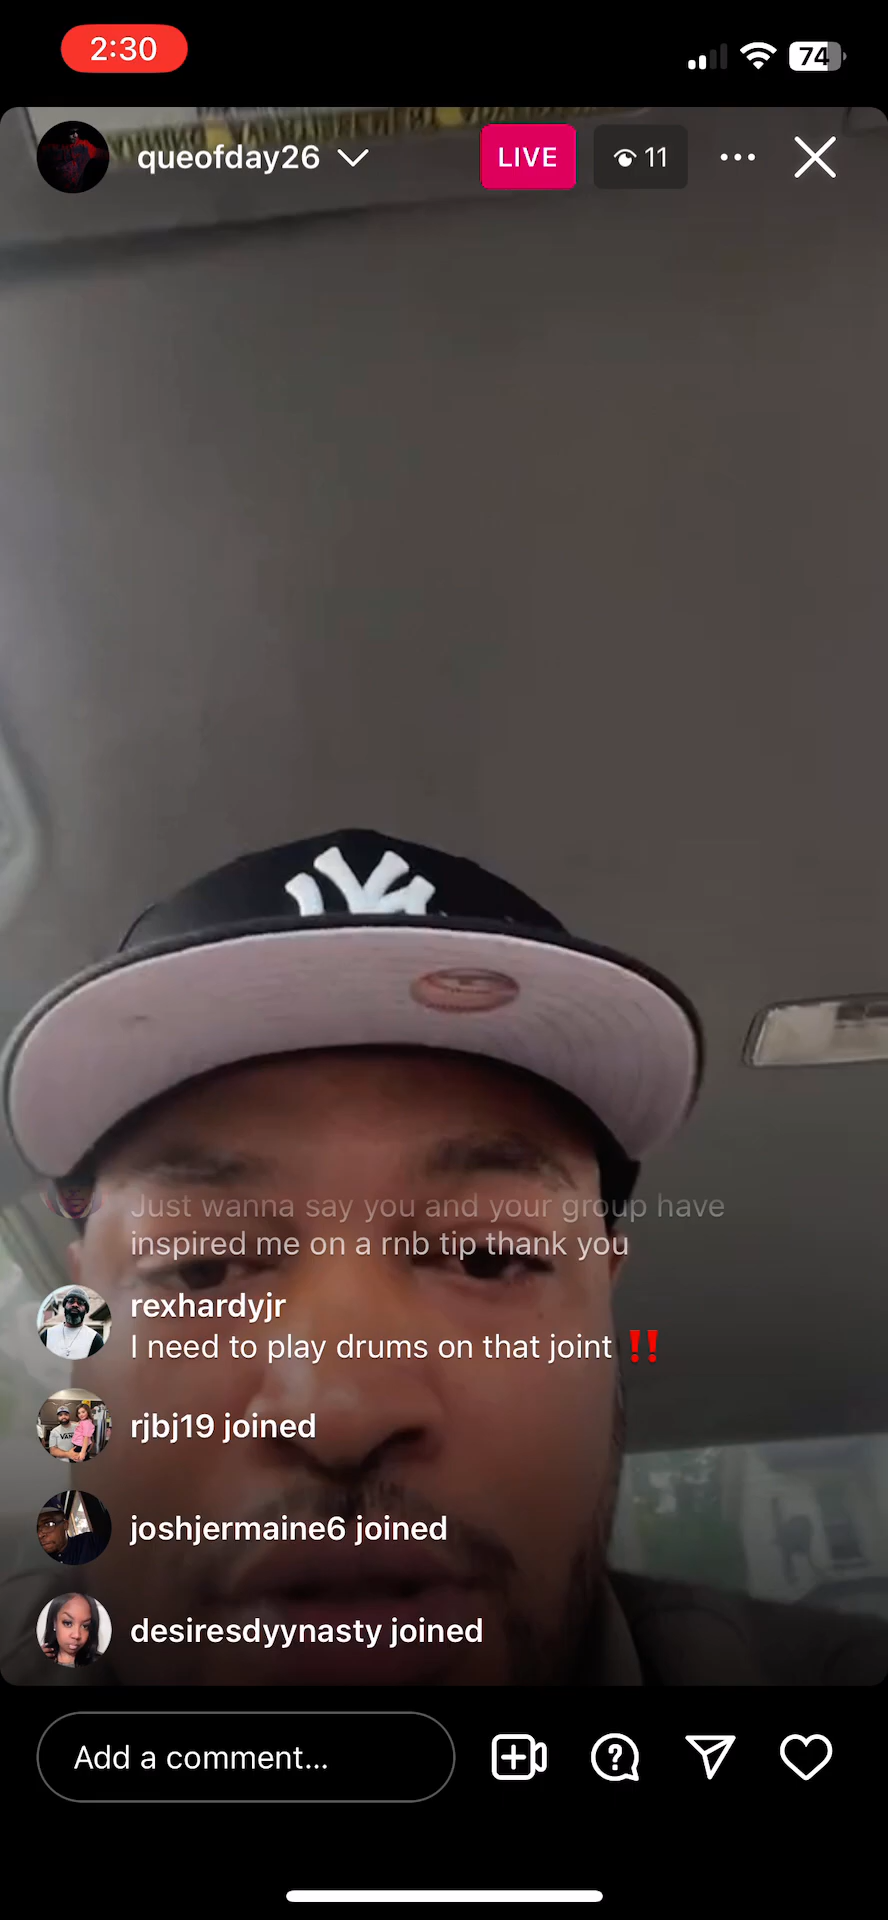 2:30
74
queofday26
LIVE
11
NY
Just wanna say you and your group have
inspired me on a rnb tip thank you
rexhardyjr
I need to play drums on that joint ‼️
rjbj19 joined
joshjermaine6 joined
desiresdyynasty joined
Add a comment...